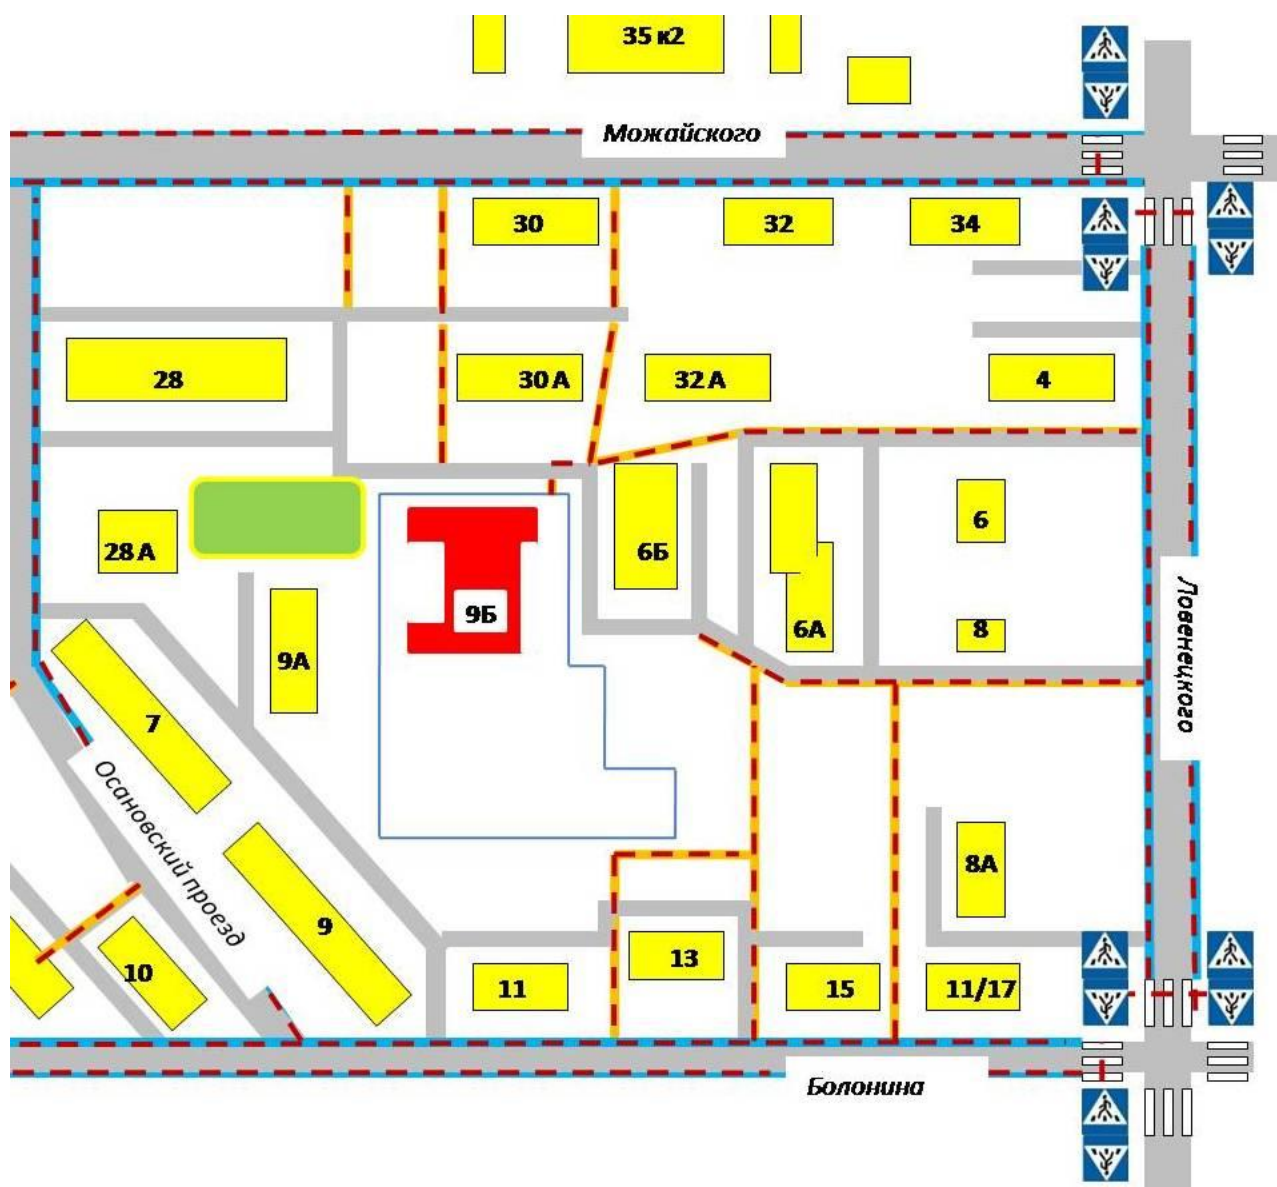 35 к2
Можайского
30
32
34
28
30 А
32 А
4
6
28 А
6Б
9Б
6А
8
9А
Ловенецкого
7
Осановский проезд
8А
9
10
11
13
15
11/17
Болонина